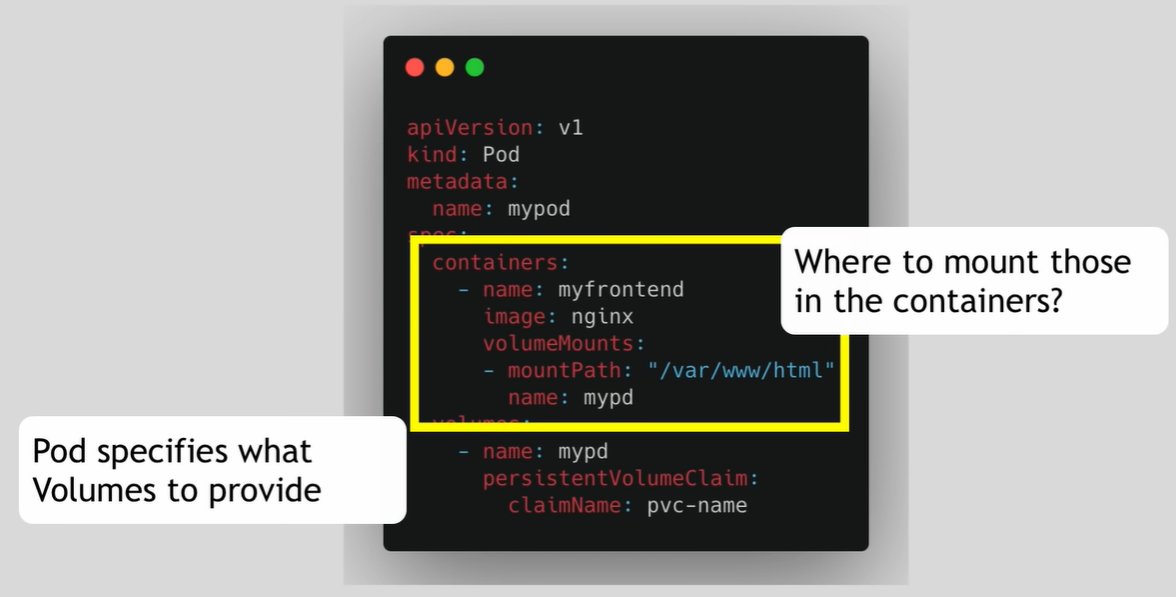 apiVersion: v1
kind: Pod
metadata:
name: mypod
spec:
containers:
- name: myfrontend
image: nginx
volumeMounts:
- mountPath: "/var/www/html"
name: mypd
volumes:
- name: mypd
persistentVolumeClaim:
claimName: pvc-name
Where to mount those
in the containers?
Pod specifies what
Volumes to provide